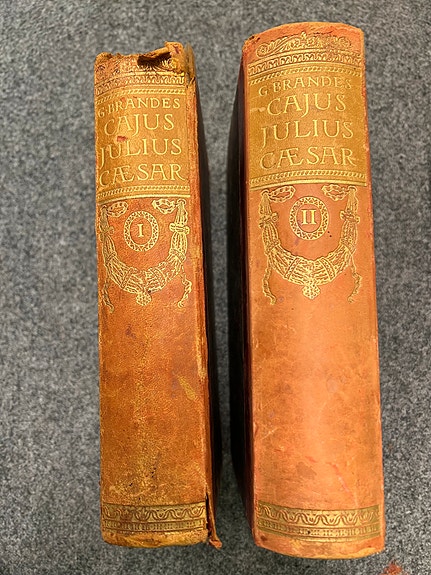 G. BRANDES
CAJUS
JULIUS
CÆSAR
I
G. BRANDES
CAJUS
JULIUS
CÆSAR
II